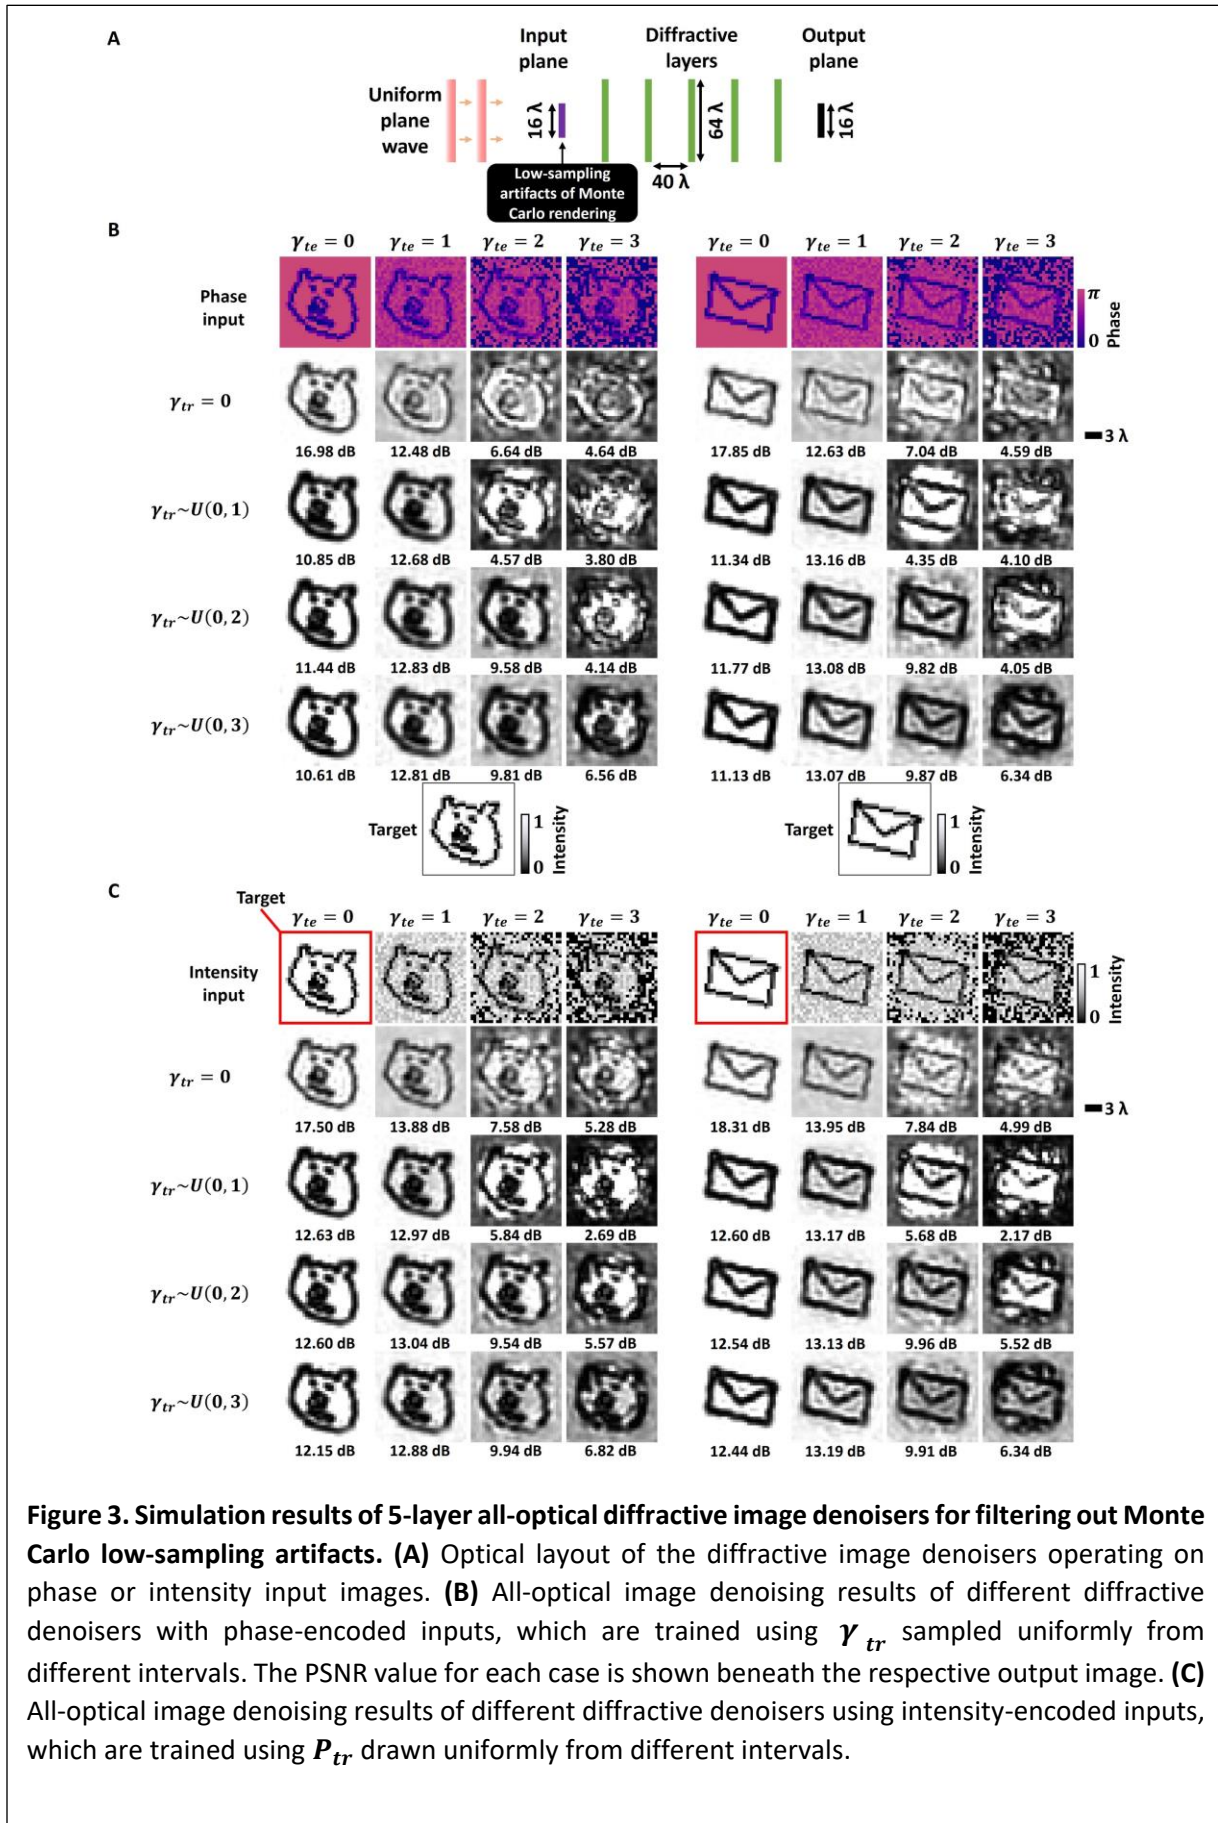 A
Input plane
Diffractive layers
Output plane
Uniform plane wave
16 λ
64 λ
16 λ
40 λ
Low-sampling artifacts of Monte Carlo rendering
B
γte = 0 γte = 1 γte = 2 γte = 3 γte = 0 γte = 1 γte = 2 γte = 3
Phase input
π
0
Phase
γtr = 0
3 λ
16.98 dB 12.48 dB 6.64 dB 4.64 dB 17.85 dB 12.63 dB 7.04 dB 4.59 dB
γtr~U(0, 1)
10.85 dB 12.68 dB 4.57 dB 3.80 dB 11.34 dB 13.16 dB 4.35 dB 4.10 dB
γtr~U(0, 2)
11.44 dB 12.83 dB 9.58 dB 4.14 dB 11.77 dB 13.08 dB 9.82 dB 4.05 dB
γtr~U(0, 3)
10.61 dB 12.81 dB 9.81 dB 6.56 dB 11.13 dB 13.07 dB 9.87 dB 6.34 dB
Target 1 0 Intensity Target 1 0 Intensity
C
Target
γte = 0 γte = 1 γte = 2 γte = 3 γte = 0 γte = 1 γte = 2 γte = 3
Intensity input
1
0
Intensity
γtr = 0
3 λ
17.50 dB 13.88 dB 7.58 dB 5.28 dB 18.31 dB 13.95 dB 7.84 dB 4.99 dB
γtr~U(0, 1)
12.63 dB 12.97 dB 5.84 dB 2.69 dB 12.60 dB 13.17 dB 5.68 dB 2.17 dB
γtr~U(0, 2)
12.60 dB 13.04 dB 9.54 dB 5.57 dB 12.54 dB 13.13 dB 9.96 dB 5.52 dB
γtr~U(0, 3)
12.15 dB 12.88 dB 9.94 dB 6.82 dB 12.44 dB 13.19 dB 9.91 dB 6.34 dB
Figure 3. Simulation results of 5-layer all-optical diffractive image denoisers for filtering out Monte
Carlo low-sampling artifacts. (A) Optical layout of the diffractive image denoisers operating on
phase or intensity input images. (B) All-optical image denoising results of different diffractive
denoisers with phase-encoded inputs, which are trained using γ tr sampled uniformly from
different intervals. The PSNR value for each case is shown beneath the respective output image. (C)
All-optical image denoising results of different diffractive denoisers using intensity-encoded inputs,
which are trained using Ptr drawn uniformly from different intervals.